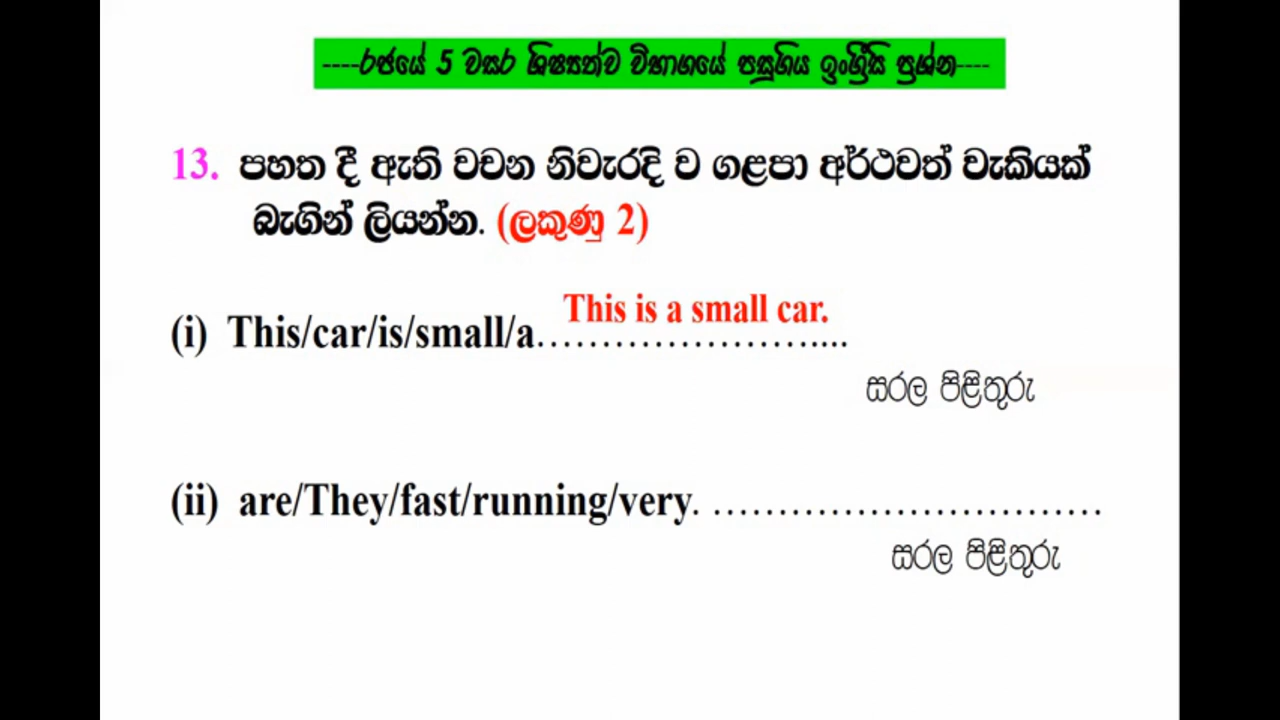 ----රජයේ 5 වසර ශිෂ්‍යත්ව විභාගයේ පසුගිය ඉංග්‍රීසි ප්‍රශ්න----
13. පහත දී ඇති වචන නිවැරදි ව ගළපා අර්ථවත් වැකියක්
බැගින් ලියන්න. (ලකුණු 2)
This is a small car.
(i) This/car/is/small/a……………………....
සරල පිළිතුරු
(ii) are/They/fast/running/very. …………………………
සරල පිළිතුරු